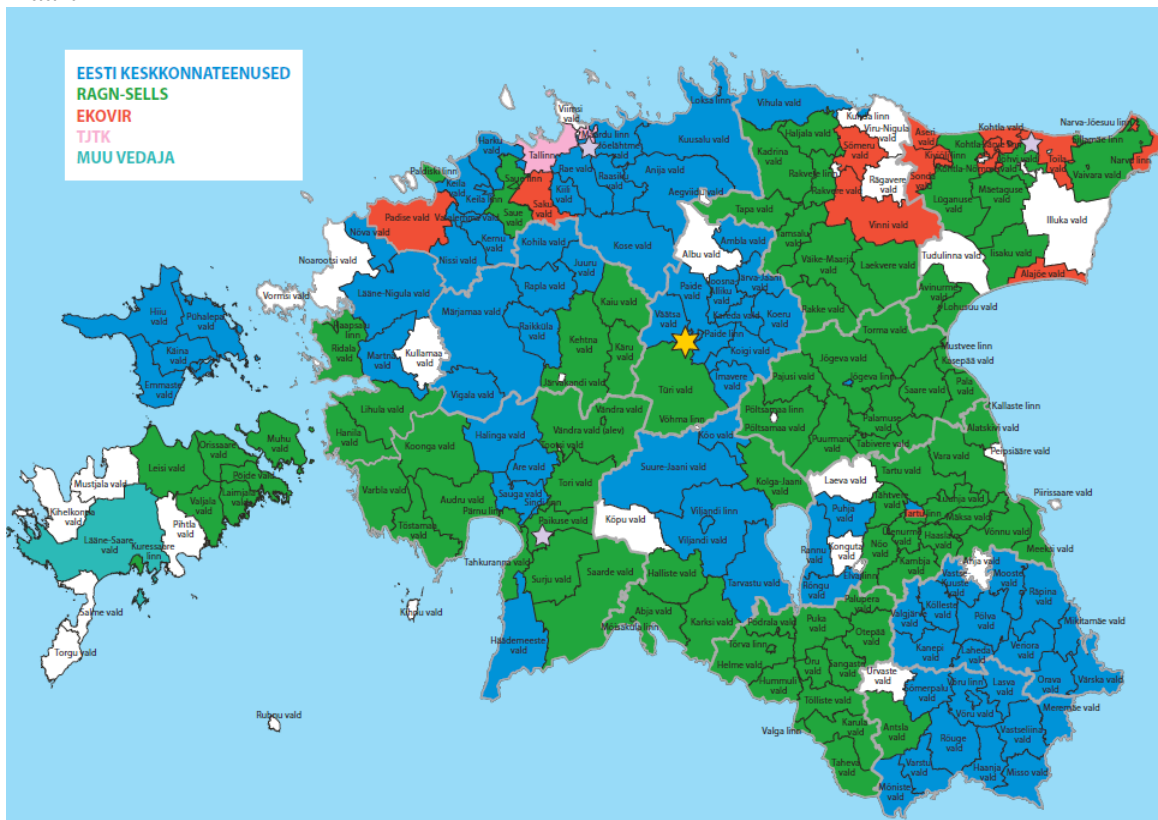 EESTI KESKKONNATEENUSED
RAGN-SELLS
EKOVIR
TJTK
MUU VEDAJA
Loksa linn
Vihula vald
Viimsi vald
Kuusalu vald
Viru-Nigula vald
Haljala vald
Kadrina vald
Sõmeru vald
Aseri vald
Kohtla vald
Narva-Jõesuu linn
Harku vald
Tallinn
Jõelähtme vald
Rae vald
Raasiku vald
Anija vald
Aegviidu vald
Rakvere linn
Rakvere vald
Rägavere vald
Sonda vald
Toila vald
Vaivara vald
Narva linn
Paldiski linn
Keila vald
Keila linn
Saue linn
Saue vald
Saku vald
Kiili vald
Mäetaguse vald
Lüganuse vald
Illuka vald
Padise vald
Nõva vald
Kernu vald
Nissi vald
Kohila vald
Kose vald
Tapa vald
Vinni vald
Tudulinna vald
Iisaku vald
Alajõe vald
Noarootsi vald
Vormsi vald
Lääne-Nigula vald
Juuru vald
Rapla vald
Albu vald
Ambla vald
Järva-Jaani vald
Tamsalu vald
Väike-Maarja vald
Laekvere vald
Avinurme vald
Lohusuu vald
Hiiu vald
Pühalepa vald
Käina vald
Emmaste vald
Haapsalu linn
Ridala vald
Martna vald
Kullamaa vald
Märjamaa vald
Raikküla vald
Kaiu vald
Kehtna vald
Käru vald
Järvakandi vald
Vigala vald
Paide vald
Väätsa vald
Kareda vald
Koeru vald
Paide linn
Koigi vald
Imavere vald
Türi vald
Rakke vald
Torma vald
Mustvee linn
Kasepää vald
Jõgeva vald
Jõgeva linn
Pajusi vald
Saare vald
Pala vald
Kallaste linn
Alatskivi vald
Peipsiääre vald
Piirissaare vald
Põltsamaa linn
Põltsamaa vald
Puurmani vald
Palamuse vald
Tabivere vald
Lihula vald
Hanila vald
Koonga vald
Varbla vald
Audru vald
Tõstamaa vald
Pärnu linn
Halinga vald
Are vald
Sauga vald
Sindi linn
Vändra vald
Vändra vald (alev)
Tori vald
Paikuse vald
Tahkuranna vald
Võhma linn
Kõo vald
Suure-Jaani vald
Kolga-Jaani vald
Kõpu vald
Viljandi linn
Viljandi vald
Tarvastu vald
Surju vald
Saarde vald
Häädemeeste vald
Halliste vald
Abja vald
Karksi vald
Mõisaküla linn
Laeva vald
Tartu vald
Vara vald
Tähtvere vald
Luunja vald
Mäksa vald
Võnnu vald
Meeksi vald
Haaslava vald
Puhja vald
Rannu vald
Konguta vald
Nõo vald
Kambja vald
Rõngu vald
Elva linn
Ahja vald
Vastse-Kuuste vald
Mooste vald
Räpina vald
Mikitamäe vald
Kõlleste vald
Põlva vald
Valgjärve vald
Kanepi vald
Laheda vald
Veriora vald
Orava vald
Värska vald
Meremäe vald
Palupera vald
Puka vald
Otepää vald
Põdrala vald
Tõrva linn
Helme vald
Hummuli vald
Õru vald
Sangaste vald
Tõlliste vald
Valga linn
Karula vald
Taheva vald
Urvaste vald
Antsla vald
Sõmerpalu vald
Võru linn
Võru vald
Lasva vald
Vastseliina vald
Rõuge vald
Haanja vald
Misso vald
Varstu vald
Mõniste vald
Muhu vald
Orissaare vald
Leisi vald
Pöide vald
Laimjala vald
Valjala vald
Pihtla vald
Mustjala vald
Kihelkonna vald
Lääne-Saare vald
Kuressaare linn
Salme vald
Torgu vald
Kihnu vald
Ruhnu vald